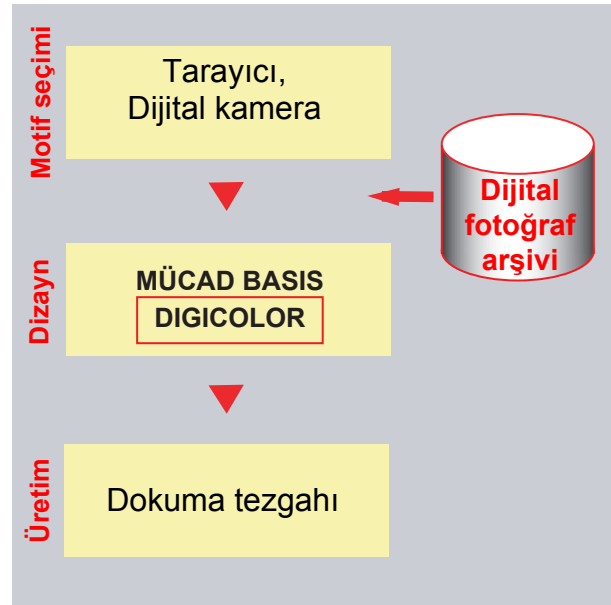 Motif seçimi
Tarayıcı,
Dijital kamera
Dijital
fotoğraf
arşivi
Dizayn
MÜCAD BASIS
DIGICOLOR
Üretim
Dokuma tezgahı